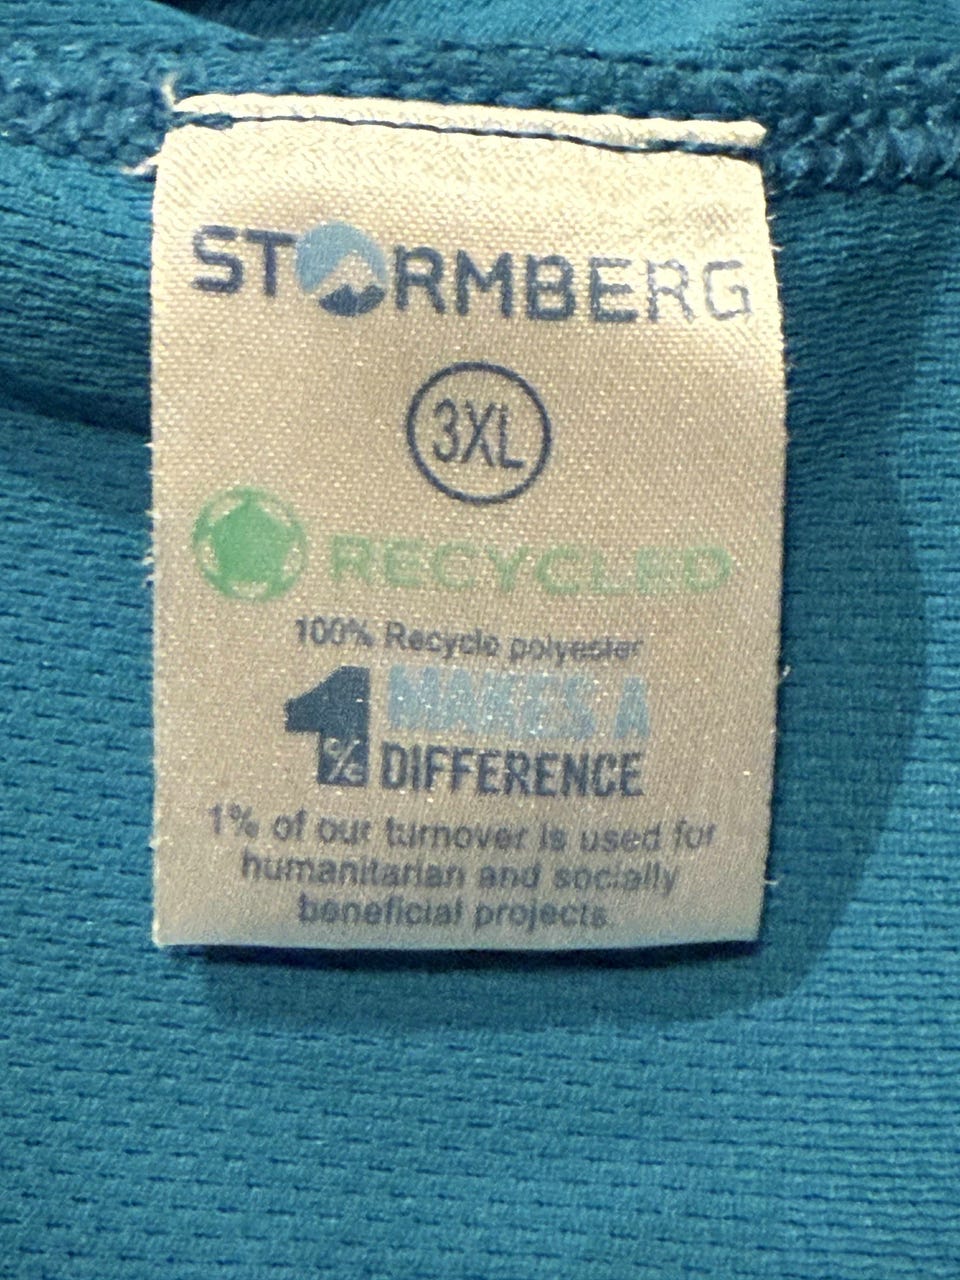 STORMBERG
3XL
RECYCLED
100% Recycle polyester
1% MAKES A
DIFFERENCE
1% of our turnover is used for
humanitarian and socially
beneficial projects.